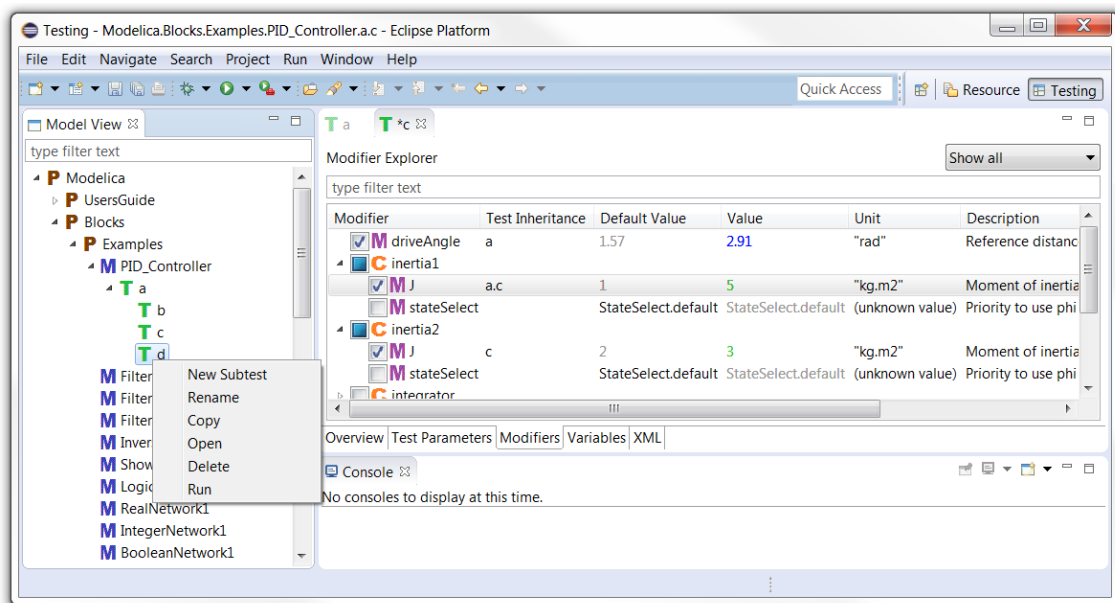 Testing - Modelica.Blocks.Examples.PID_Controller.a.c - Eclipse Platform
File Edit Navigate Search Project Run Window Help
Quick Access
Resource
Testing
Model View
type filter text
P Modelica
P UsersGuide
P Blocks
P Examples
M PID_Controller
T a
T b
T c
T d
M Filter
M Filter
M Filter
M Inver
M Show
M Logic
M RealNetwork1
M IntegerNetwork1
M BooleanNetwork1
New Subtest
Rename
Copy
Open
Delete
Run
T a
T *c
Modifier Explorer
Show all
type filter text
Modifier Test Inheritance Default Value Value Unit Description
M driveAngle a 1.57 2.91 "rad" Reference distanc
C inertia1
M J a.c 1 5 "kg.m2" Moment of inertia
M stateSelect StateSelect.default StateSelect.default (unknown value) Priority to use phi
C inertia2
M J c 2 3 "kg.m2" Moment of inertia
M stateSelect StateSelect.default StateSelect.default (unknown value) Priority to use phi
C integrator
Overview Test Parameters Modifiers Variables XML
Console
No consoles to display at this time.